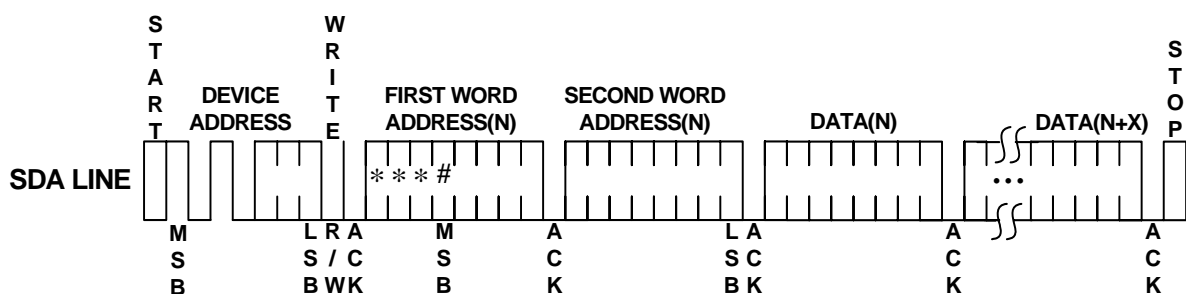 START
WRITE
STOP
DEVICE
ADDRESS
FIRST WORD
ADDRESS(N)
SECOND WORD
ADDRESS(N)
DATA(N)
DATA(N+X)
SDA LINE
* * * #
...
MSB
LSB
R/W
ACK
MSB
ACK
LSB
ACK
ACK
ACK